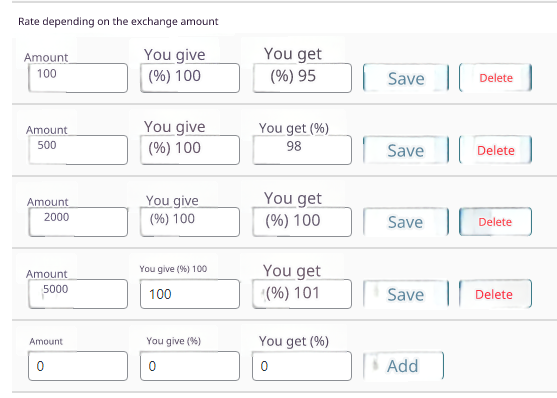 Rate depending on the exchange amount
Amount You give You get
100 (%) 100 (%) 95 Save Delete
Amount You give You get (%)
500 (%) 100 98 Save Delete
Amount You give You get
2000 (%) 100 (%) 100 Save Delete
Amount You give (%) 100 You get
5000 100 (%) 101 Save Delete
Amount You give (%) You get (%)
0 0 0 Add